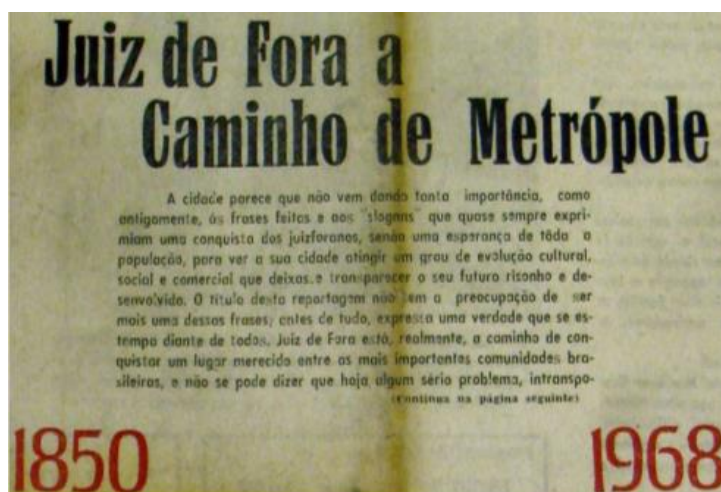 Juiz de Fora a
Caminho de Metrópole
A cidade parece que não vem dando tanta importância, como
antigamente, às frases feitas e aos "slogans" que quase sempre expri-
miam uma conquista dos juizforanos, senão uma esperança de tôda a
população, para ver a sua cidade atingir um grau de evolução cultural,
social e comercial que deixasse transparecer o seu futuro risonho e de-
senvolvido. O título desta reportagem não tem a preocupação de ser
mais uma dessas frases; antes de tudo, expressa uma verdade que se es-
tampa diante de todos. Juiz de Fora está, realmente, a caminho de con-
quistar um lugar merecido entre as mais importantes comunidades bra-
sileiras, e não se pode dizer que haja algum sério problema, intranspo-
(Continua na página seguinte)
1850
1968